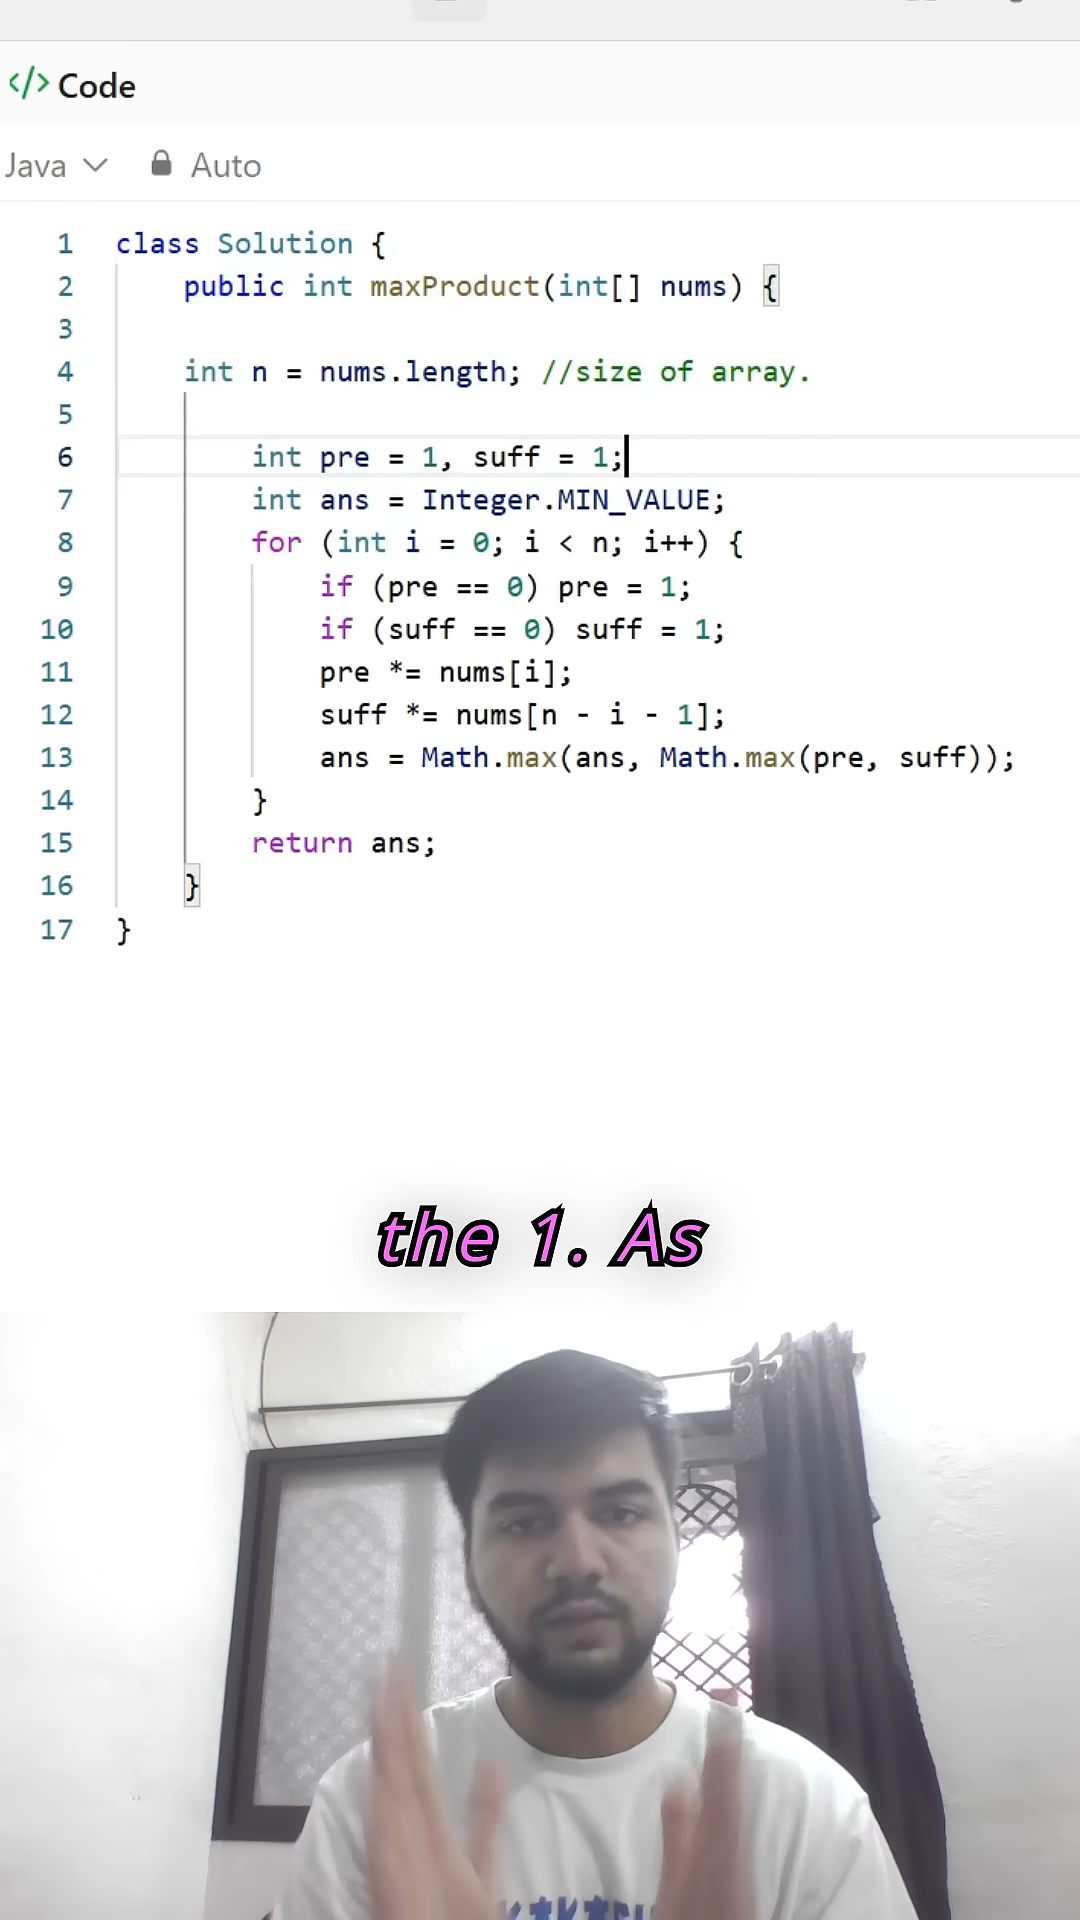 </> Code
Java Auto
1 class Solution {
2 public int maxProduct(int[] nums) {
3
4 int n = nums.length; //size of array.
5
6 int pre = 1, suff = 1;
7 int ans = Integer.MIN_VALUE;
8 for (int i = 0; i < n; i++) {
9 if (pre == 0) pre = 1;
10 if (suff == 0) suff = 1;
11 pre *= nums[i];
12 suff *= nums[n - i - 1];
13 ans = Math.max(ans, Math.max(pre, suff));
14 }
15 return ans;
16 }
17 }
the 1. As